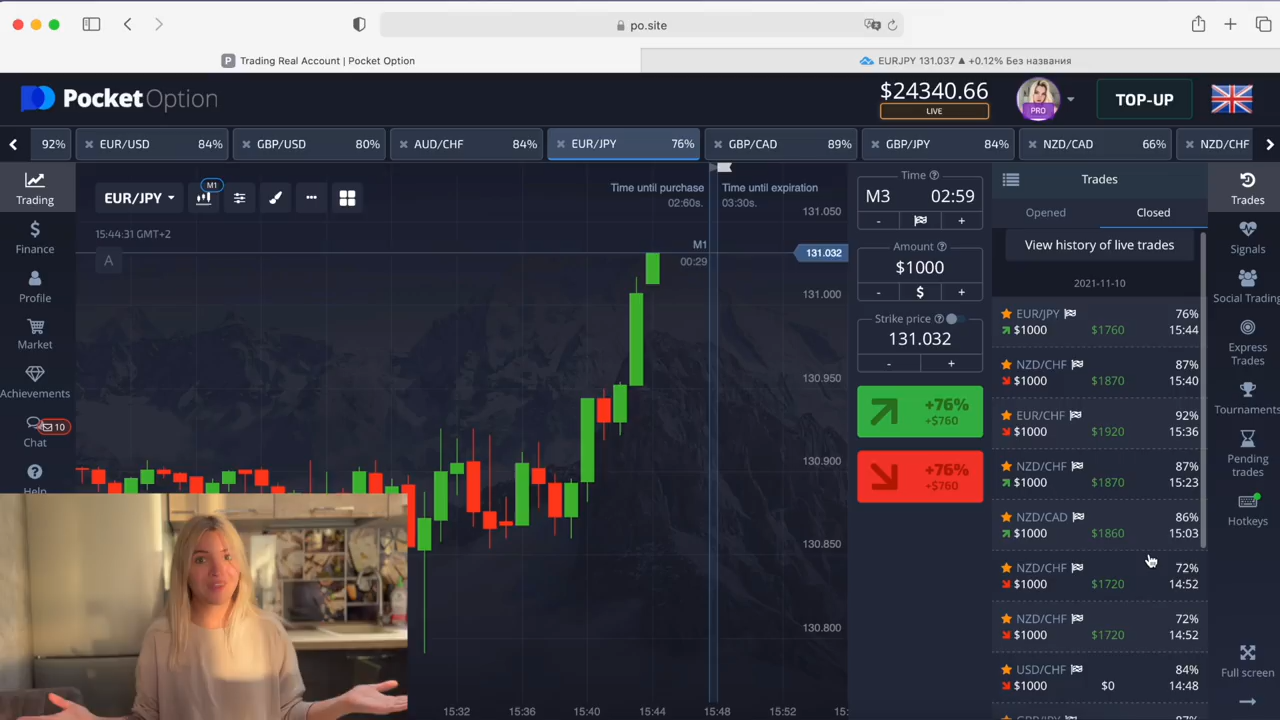 po.site
P Trading Real Account | Pocket Option
EURJPY 131.037 ▲ +0.12% Без названия
PocketOption
$24340.66
LIVE
PRO
TOP-UP
92%
EUR/USD 84%
GBP/USD 80%
AUD/CHF 84%
EUR/JPY 76%
GBP/CAD 89%
GBP/JPY 84%
NZD/CAD 66%
NZD/CHF
Trading
Finance
Profile
Market
Achievements
10
Chat
Help
EUR/JPY
M1
15:44:31 GMT+2
A
Time until purchase
02:60s.
Time until expiration
03:30s.
M1
00:29
131.050
131.032
131.000
130.950
130.900
130.850
130.800
15:32
15:36
15:40
15:44
15:48
15:52
15:
Time
M3 02:59
- +
Amount
$1000
- $ +
Strike price
131.032
- +
+76%
+$760
+76%
+$760
Trades
Opened
Closed
View history of live trades
2021-11-10
EUR/JPY 76%
$1000 $1760 15:44
NZD/CHF 87%
$1000 $1870 15:40
EUR/CHF 92%
$1000 $1920 15:36
NZD/CHF 87%
$1000 $1870 15:23
NZD/CAD 86%
$1000 $1860 15:03
NZD/CHF 72%
$1000 $1720 14:52
NZD/CHF 72%
$1000 $1720 14:52
USD/CHF 84%
$1000 $0 14:48
Trades
Signals
Social Trading
Express
Trades
Tournaments
Pending
trades
Hotkeys
Full screen